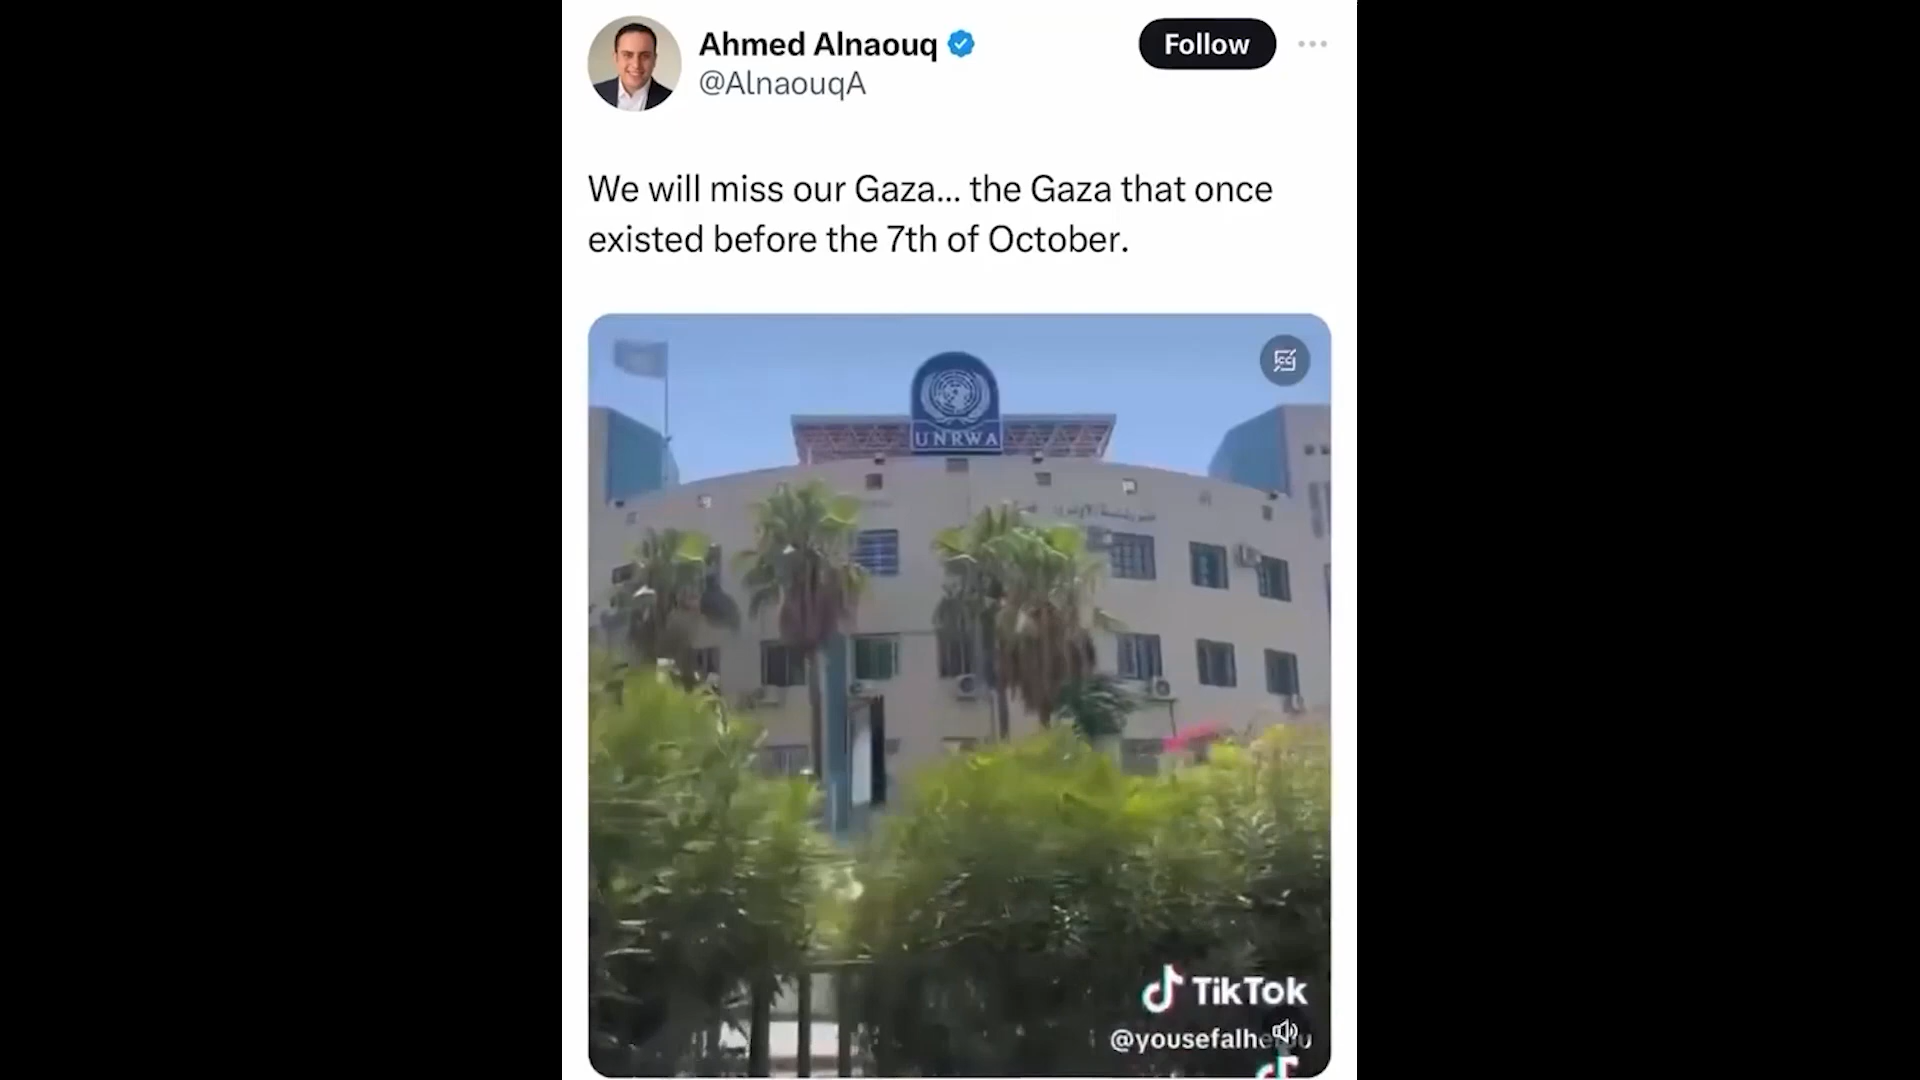 Ahmed Alnaouq
Follow
@AlnaouqA
We will miss our Gaza... the Gaza that once
existed before the 7th of October.
CC
UNRWA
TikTok